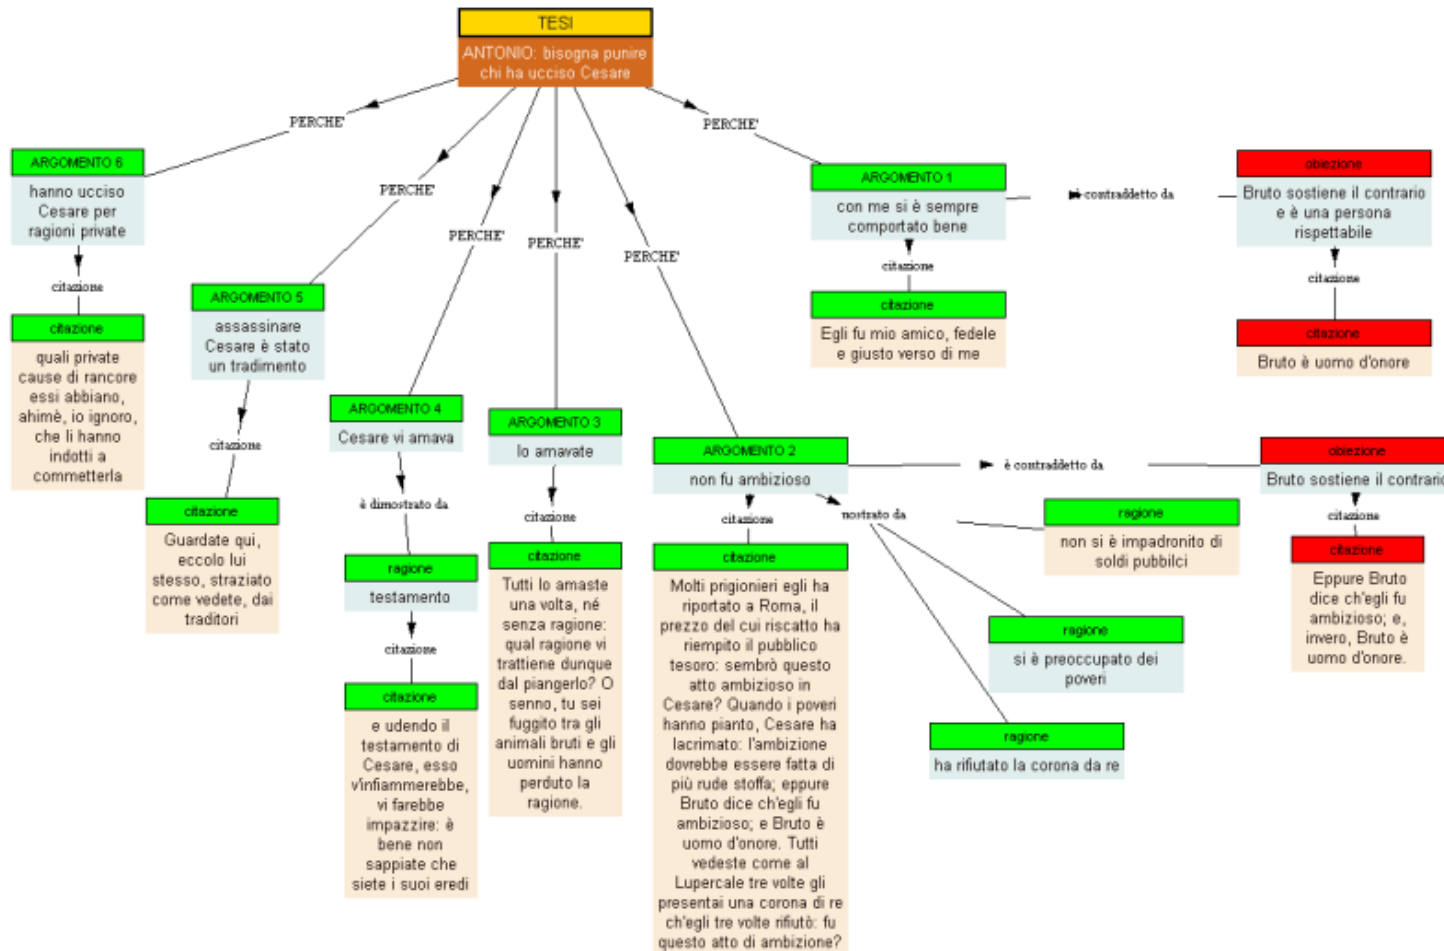 TESI
ANTONIO: bisogna punire
chi ha ucciso Cesare
PERCHE'
PERCHE'
PERCHE'
PERCHE'
PERCHE'
PERCHE'
ARGOMENTO 6
hanno ucciso
Cesare per
ragioni private
citazione
citazione
quali private
cause di rancore
essi abbiano,
ahimè, io ignoro,
che li hanno
indotti a
commetterla
ARGOMENTO 5
assassinare
Cesare è stato
un tradimento
citazione
citazione
Guardate qui,
eccolo lui
stesso, straziato
come vedete, dai
traditori
ARGOMENTO 4
Cesare vi amava
è dimostrato da
ragione
testamento
citazione
citazione
e udendo il
testamento di
Cesare, esso
v'infiammerebbe,
vi farebbe
impazzire: è
bene non
sappiate che
siete i suoi eredi
ARGOMENTO 3
lo amavate
citazione
citazione
Tutti lo amaste
una volta, né
senza ragione:
qual ragione vi
trattiene dunque
dal piangerlo? O
senno, tu sei
fuggito tra gli
animali bruti e gli
uomini hanno
perduto la
ragione.
ARGOMENTO 2
non fu ambizioso
citazione
citazione
Molti prigionieri egli ha
riportato a Roma, il
prezzo del cui riscatto ha
riempito il pubblico
tesoro: sembrò questo
atto ambizioso in
Cesare? Quando i poveri
hanno pianto, Cesare ha
lacrimato: l'ambizione
dovrebbe essere fatta di
più rude stoffa; eppure
Bruto dice ch'egli fu
ambizioso; e Bruto è
uomo d'onore. Tutti
vedeste come al
Lupercale tre volte gli
presentai una corona di re
ch'egli tre volte rifiutò: fu
questo atto di ambizione?
nostrato da
ragione
non si è impadronito di
soldi pubbilci
ragione
si è preoccupato dei
poveri
ragione
ha rifiutato la corona da re
è contraddetto da
obiezione
Bruto sostiene il contrario
citazione
citazione
Eppure Bruto
dice ch'egli fu
ambizioso; e,
invero, Bruto è
uomo d'onore.
ARGOMENTO 1
con me si è sempre
comportato bene
citazione
citazione
Egli fu mio amico, fedele
e giusto verso di me
è contraddetto da
obiezione
Bruto sostiene il contrario
e è una persona
rispettabile
citazione
citazione
Bruto è uomo d'onore